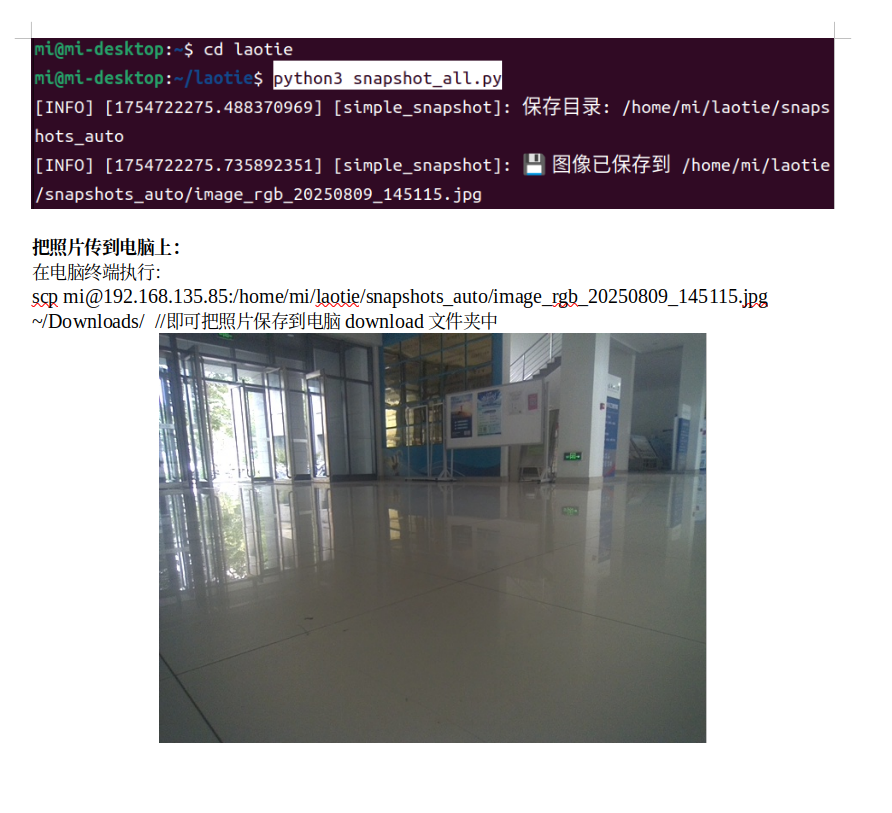 mi@mi-desktop:~$ cd laotie
mi@mi-desktop:~/laotie$ python3 snapshot_all.py
[INFO] [1754722275.488370969] [simple_snapshot]: 保存目录: /home/mi/laotie/snaps
hots_auto
[INFO] [1754722275.735892351] [simple_snapshot]: 💾 图像已保存到 /home/mi/laotie
/snapshots_auto/image_rgb_20250809_145115.jpg
把照片传到电脑上：
在电脑终端执行：
scp mi@192.168.135.85:/home/mi/laotie/snapshots_auto/image_rgb_20250809_145115.jpg
~/Downloads/ //即可把照片保存到电脑 download 文件夹中